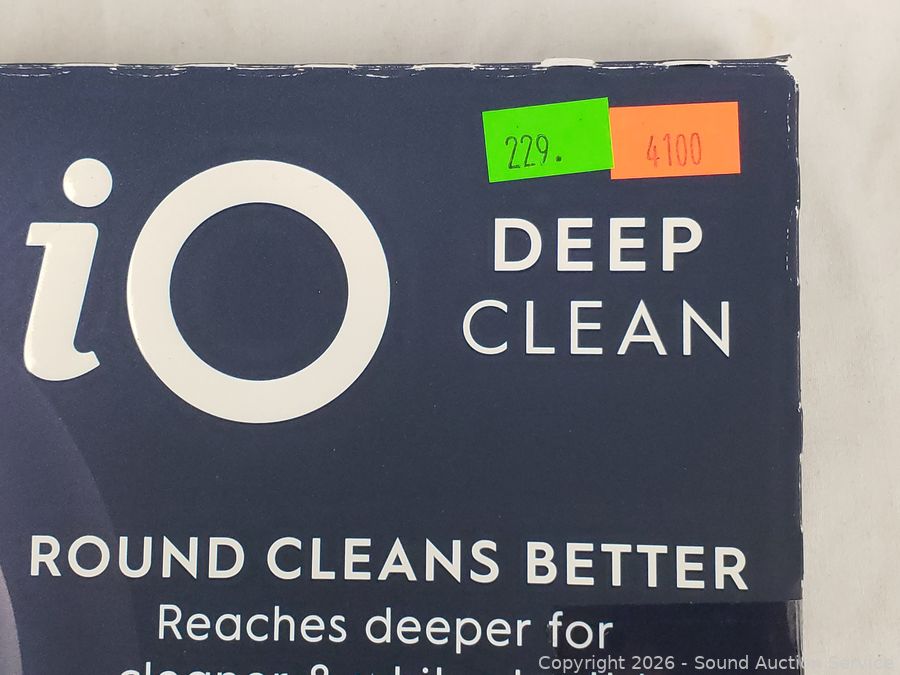 229. 4100
iO
DEEP
CLEAN
ROUND CLEANS BETTER
Reaches deeper for
Copyright 2026 - Sound Auction Service